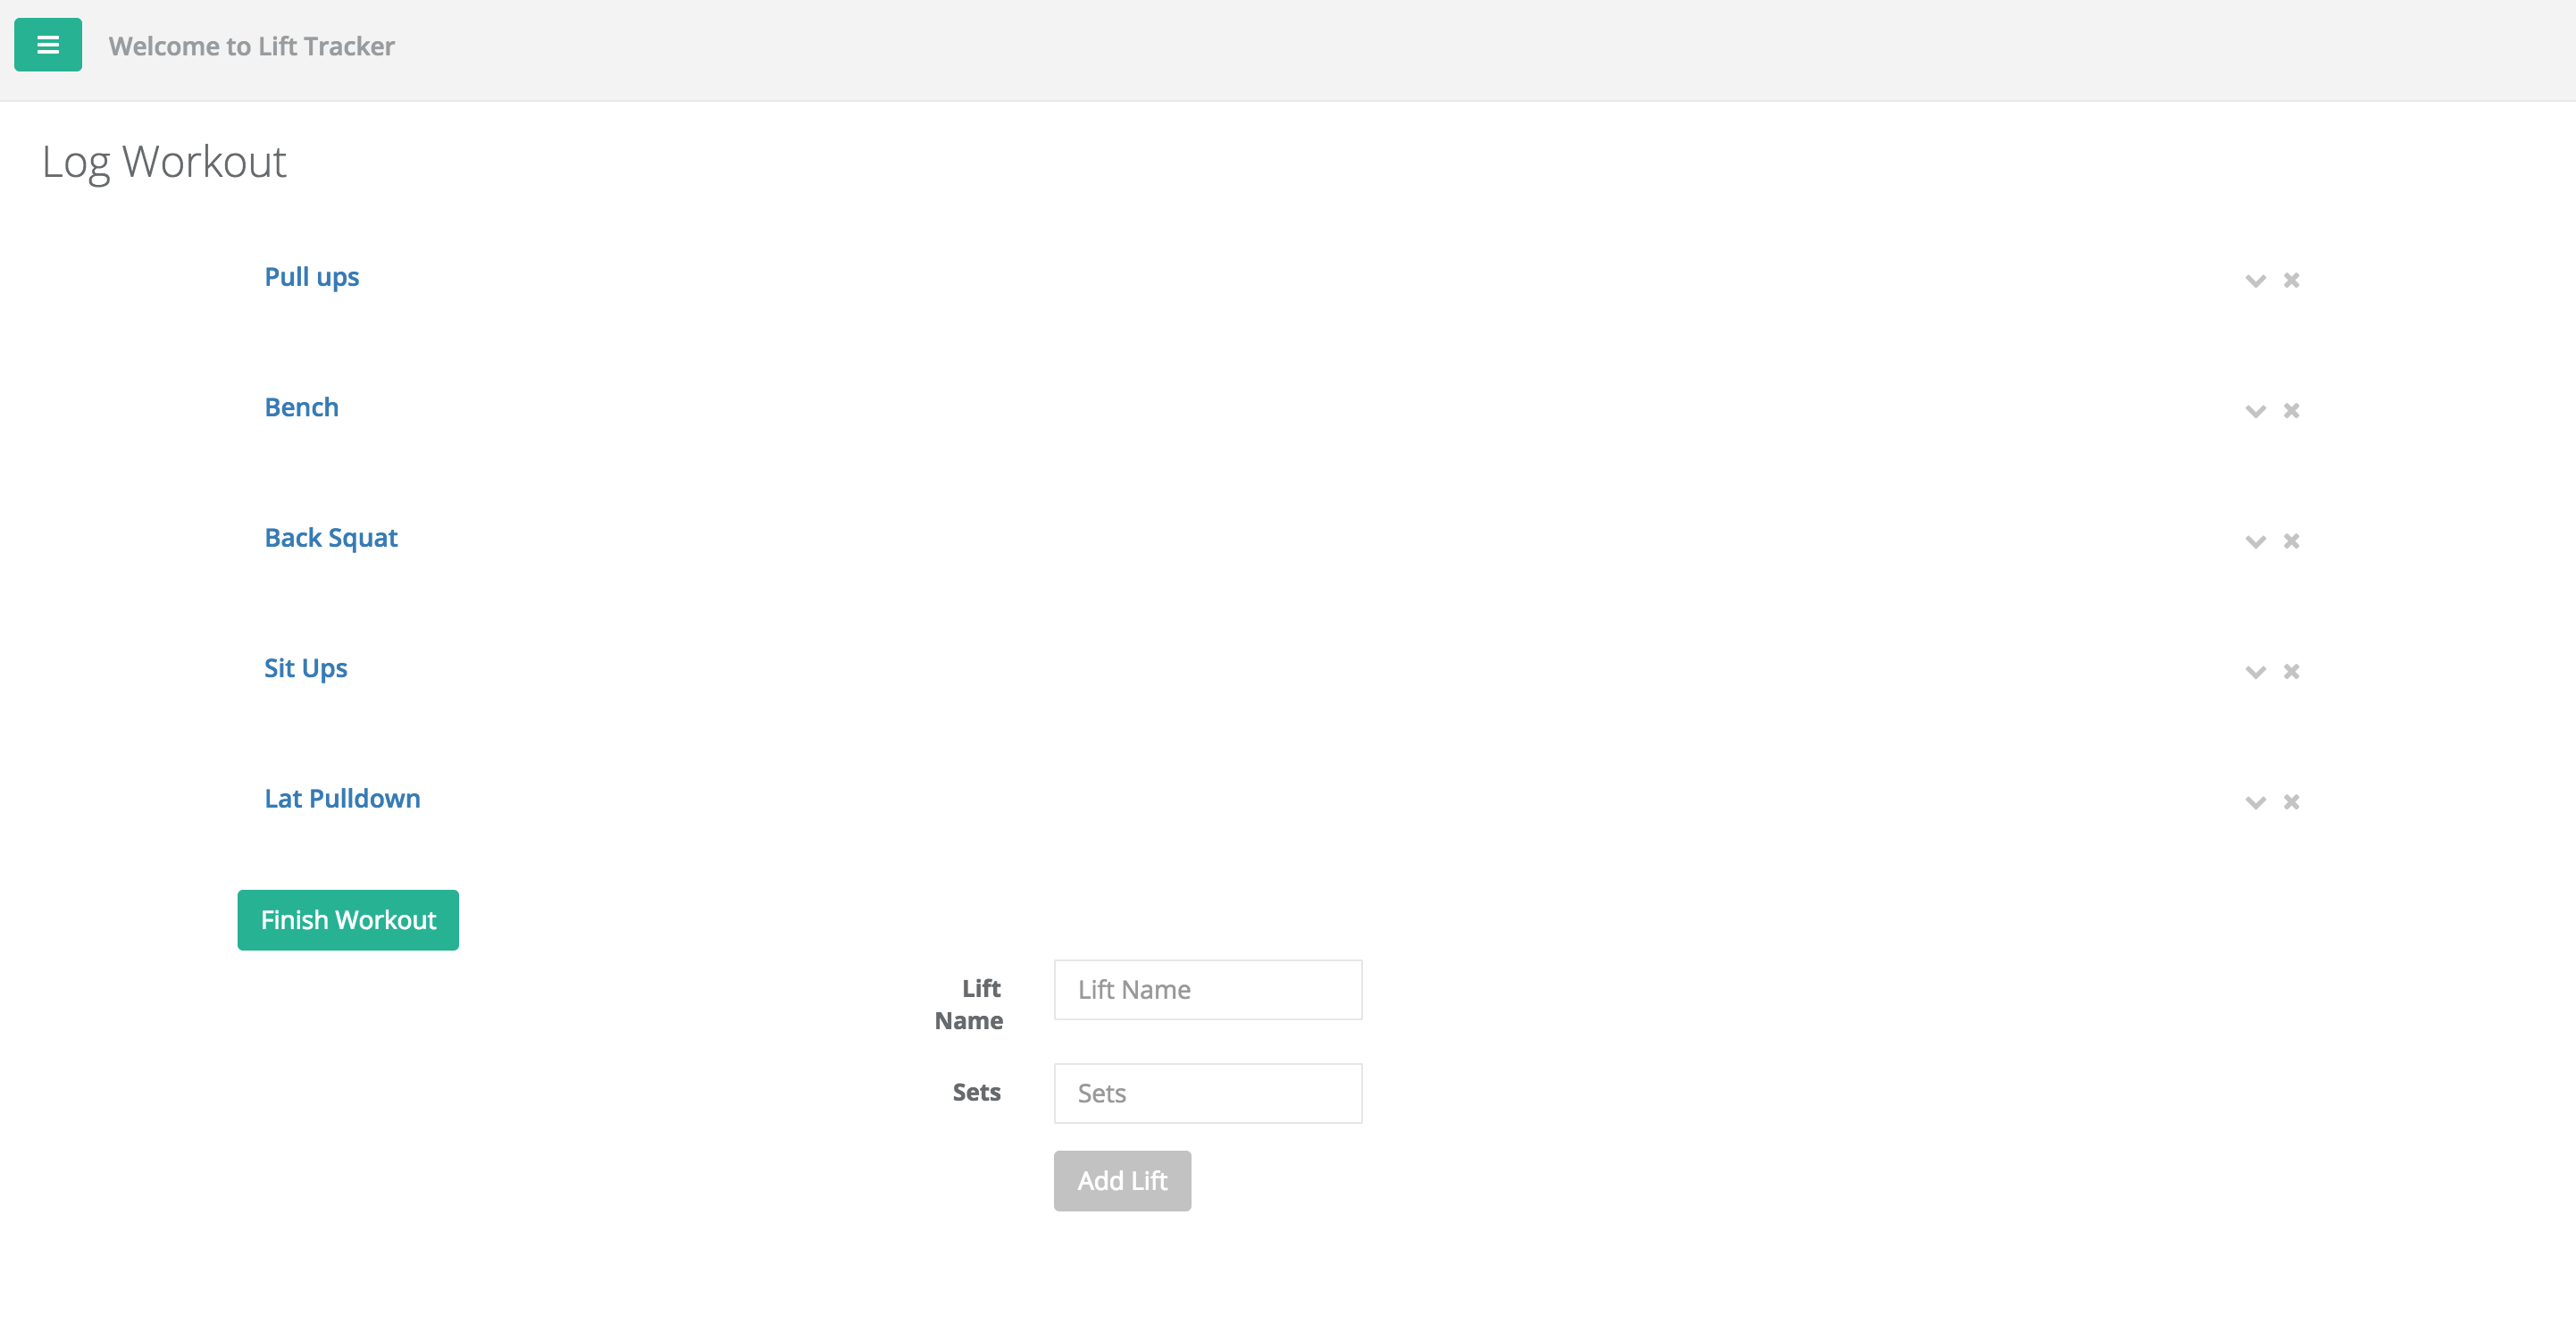 Welcome to Lift Tracker
Log Workout
Pull ups
Bench
Back Squat
Sit Ups
Lat Pulldown
Finish Workout
Lift
Name
Lift Name
Sets
Sets
Add Lift